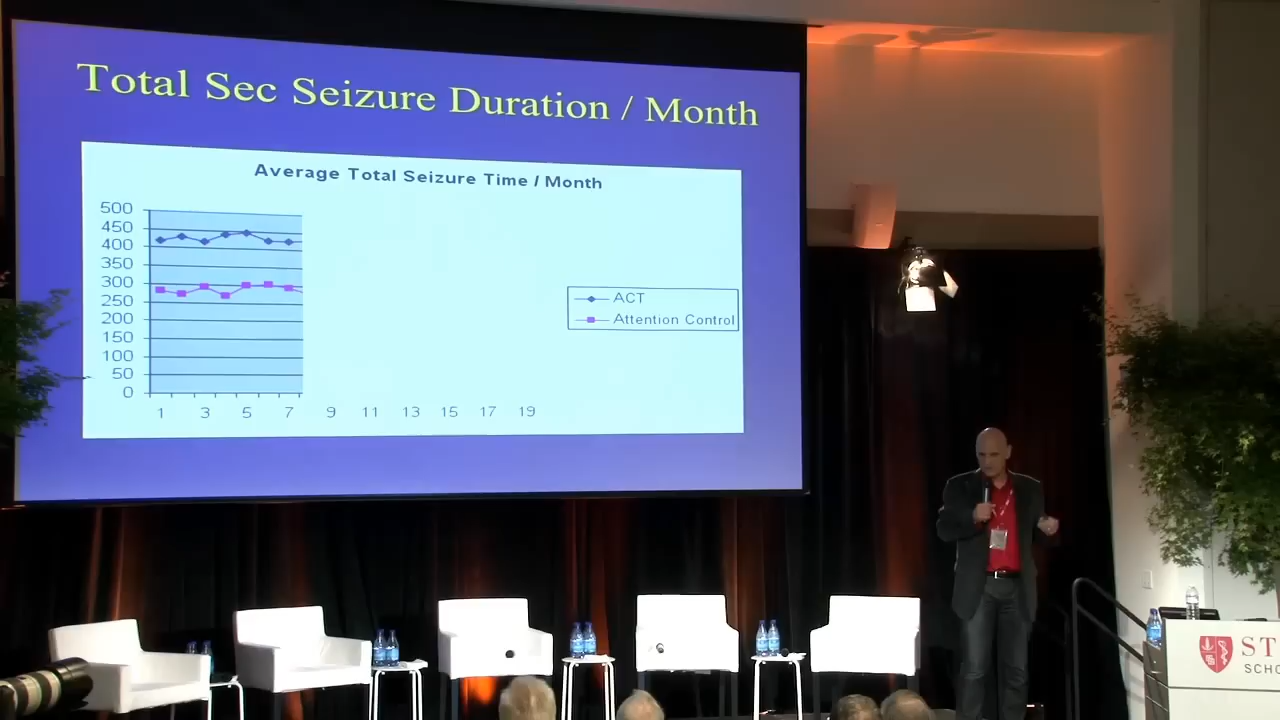 Total Sec Seizure Duration / Month
Average Total Seizure Time / Month
500
450
400
350
300
250
200
150
100
50
0
1 3 5 7 9 11 13 15 17 19
ACT
Attention Control
ST
SCHO